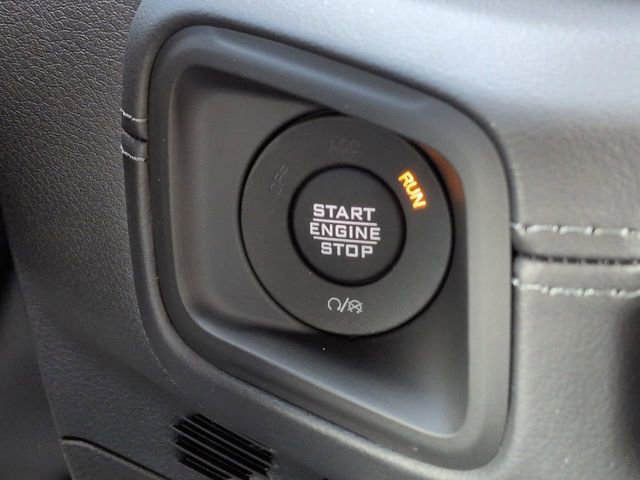 OFF
ACC
RUN
START
ENGINE
STOP